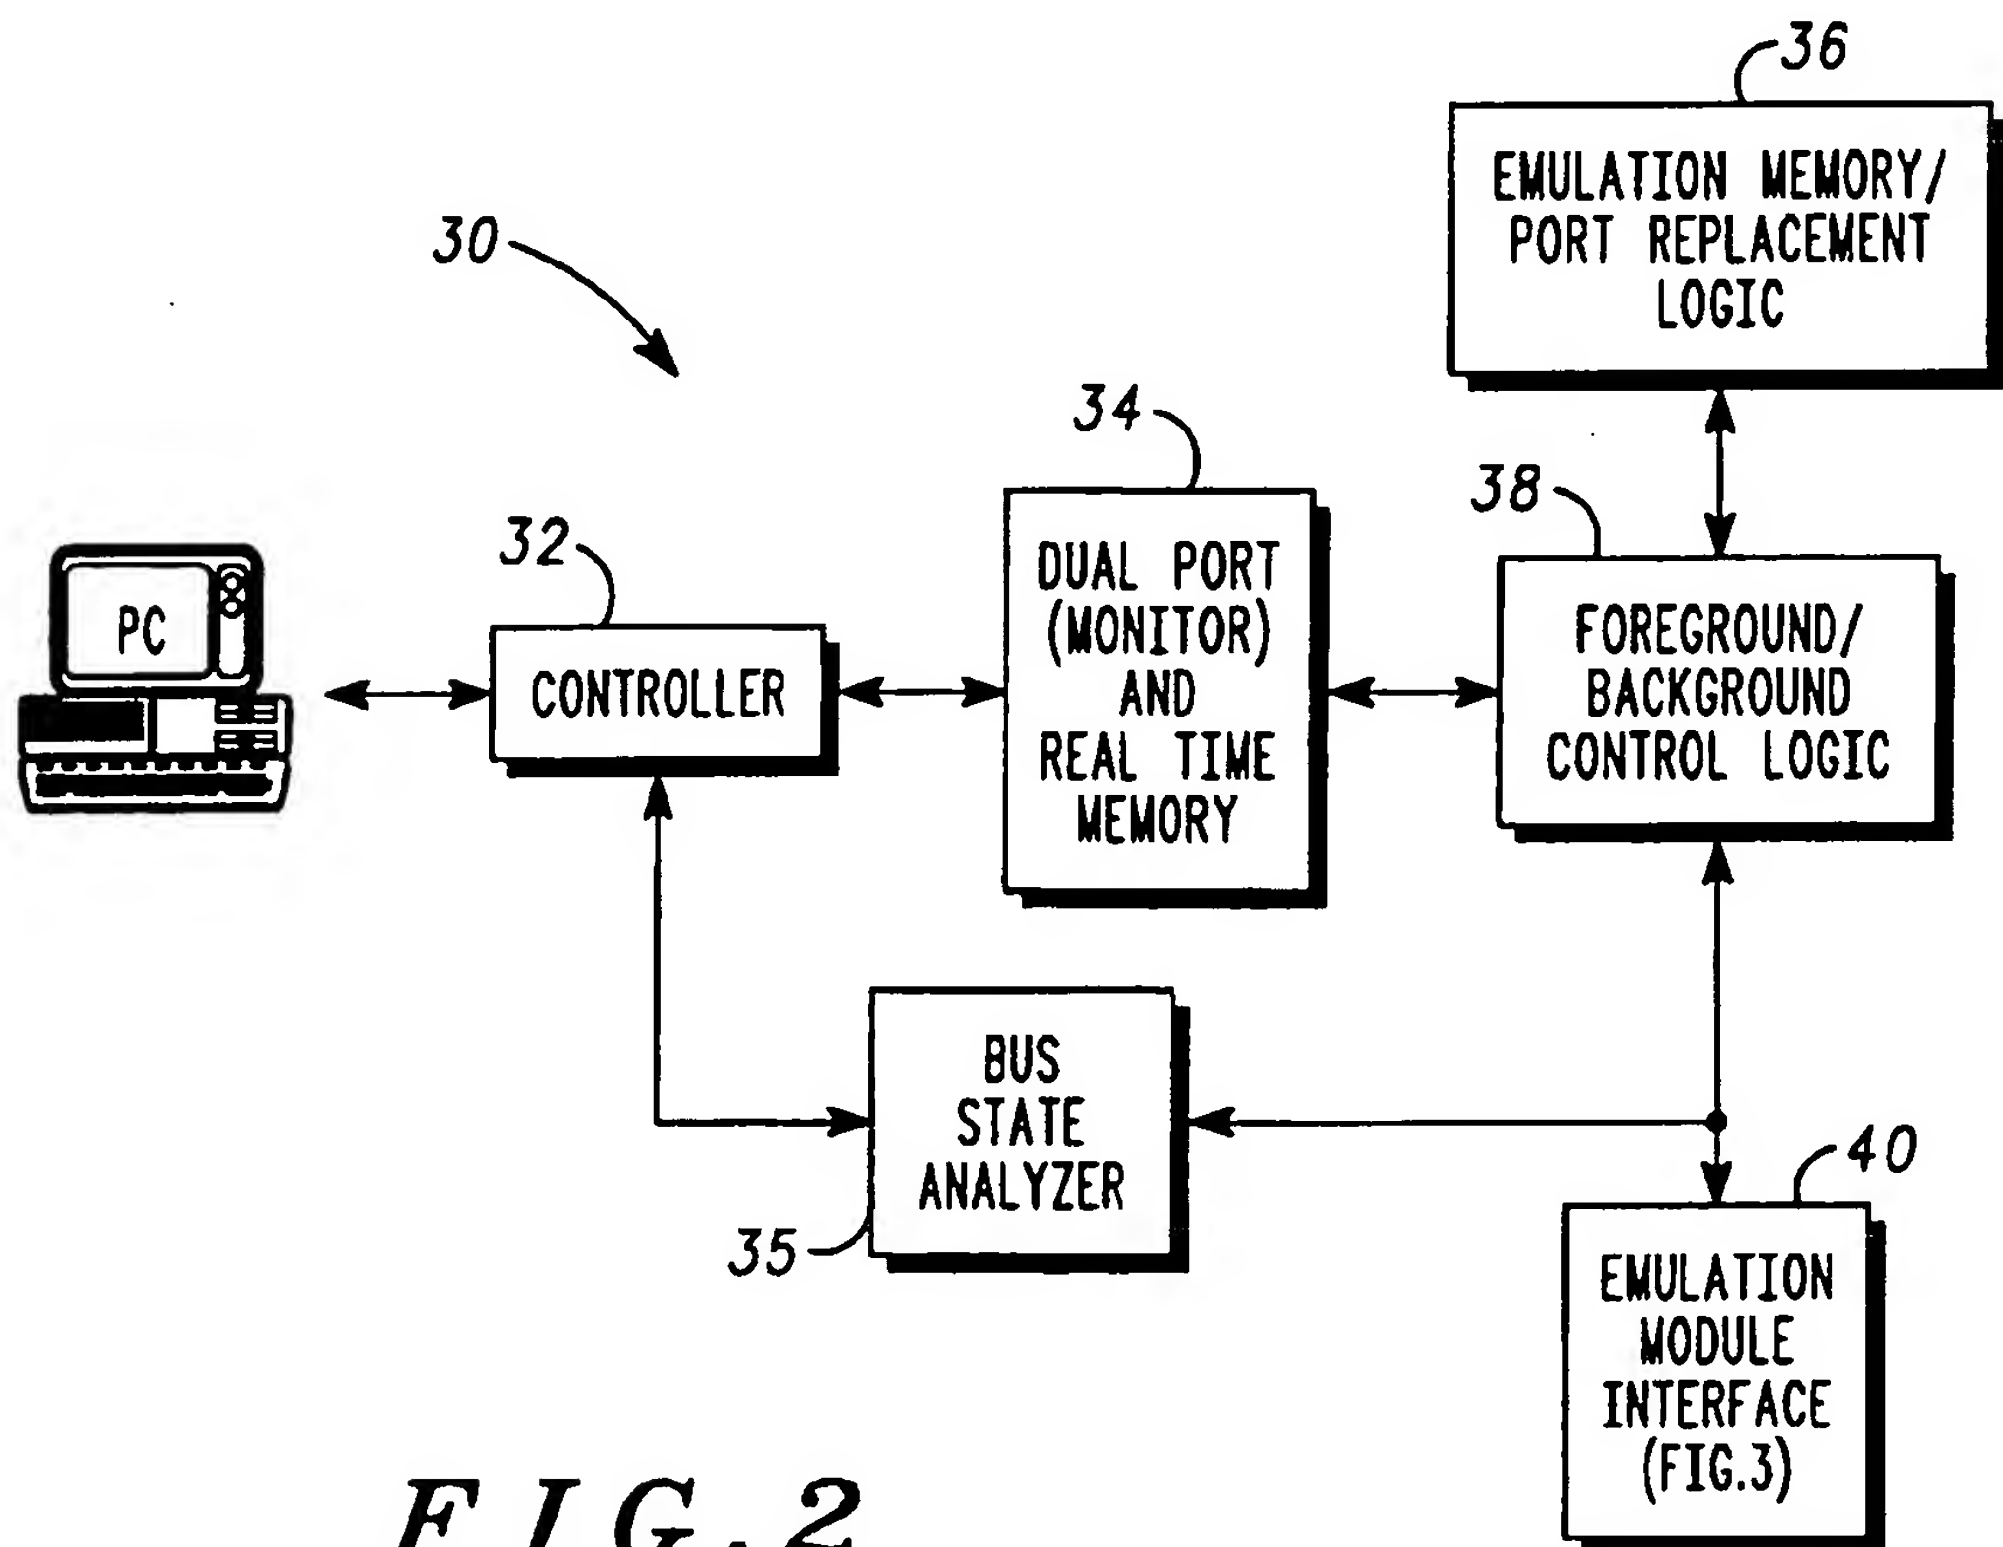 36
EMULATION MEMORY/
PORT REPLACEMENT
LOGIC
30
34
38
32
DUAL PORT
(MONITOR)
AND
REAL TIME
MEMORY
FOREGROUND/
BACKGROUND
CONTROL LOGIC
PC
CONTROLLER
BUS
STATE
ANALYZER
35
40
EMULATION
MODULE
INTERFACE
(FIG.3)
FIG.2